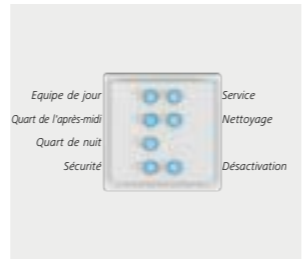 Equipe de jour
Service
Quart de l'après-midi
Nettoyage
Quart de nuit
Sécurité
Désactivation